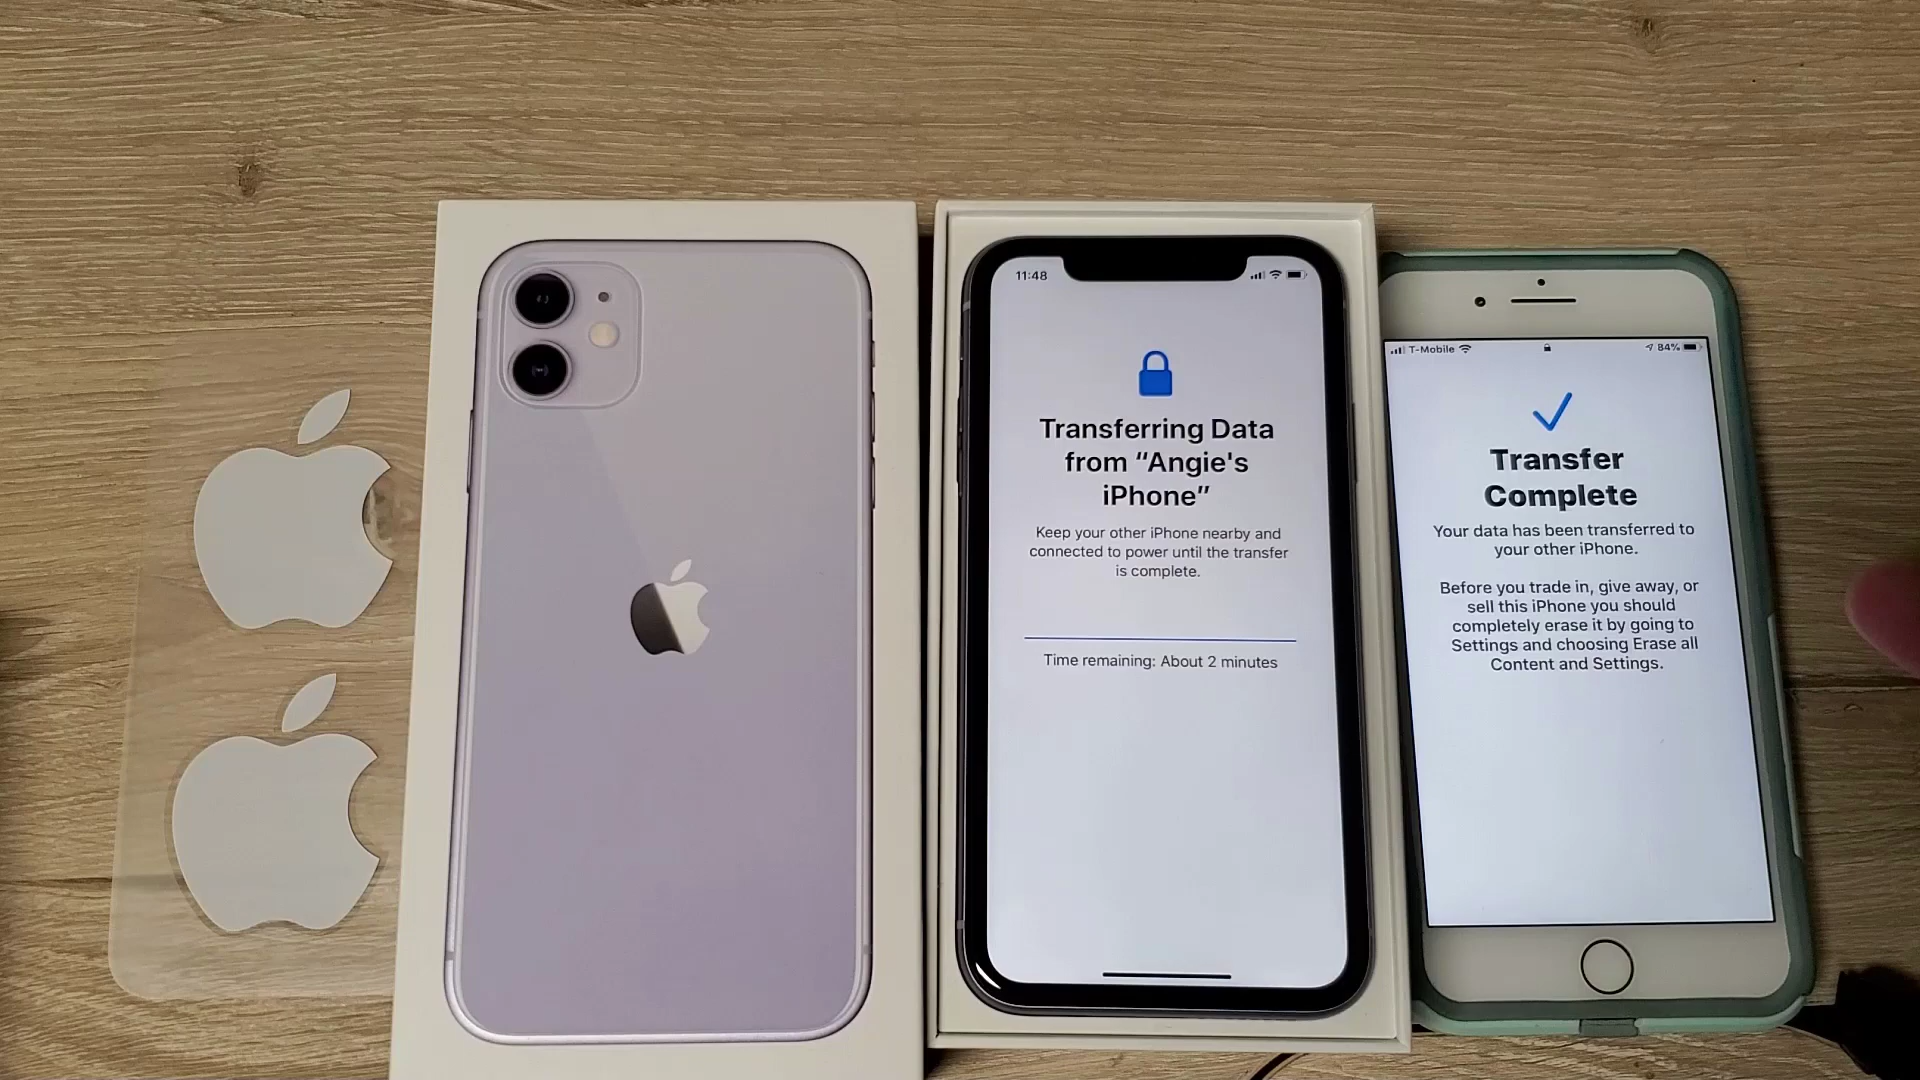 11:48
Transferring Data
from “Angie's
iPhone”
Keep your other iPhone nearby and
connected to power until the transfer
is complete.
Time remaining: About 2 minutes
T-Mobile
84%
Transfer
Complete
Your data has been transferred to
your other iPhone.
Before you trade in, give away, or
sell this iPhone you should
completely erase it by going to
Settings and choosing Erase all
Content and Settings.